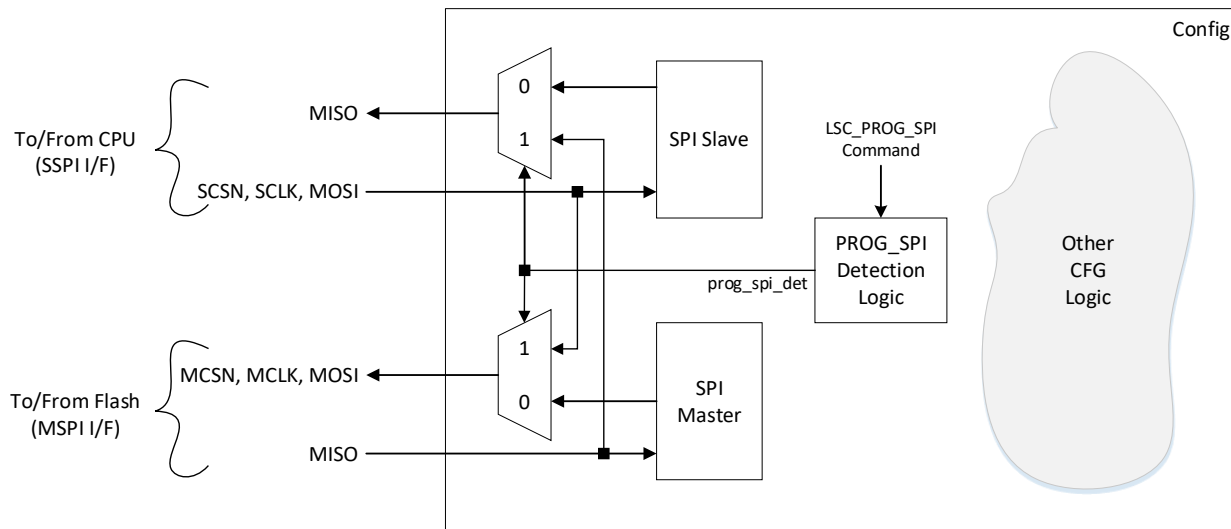 Config
0
MISO
1
To/From CPU
(SSPI I/F)
SPI Slave
LSC_PROG_SPI
Command
SCSN, SCLK, MOSI
PROG_SPI
Detection
Logic
Other
CFG
Logic
prog_spi_det
1
MCSN, MCLK, MOSI
0
To/From Flash
(MSPI I/F)
SPI
Master
MISO